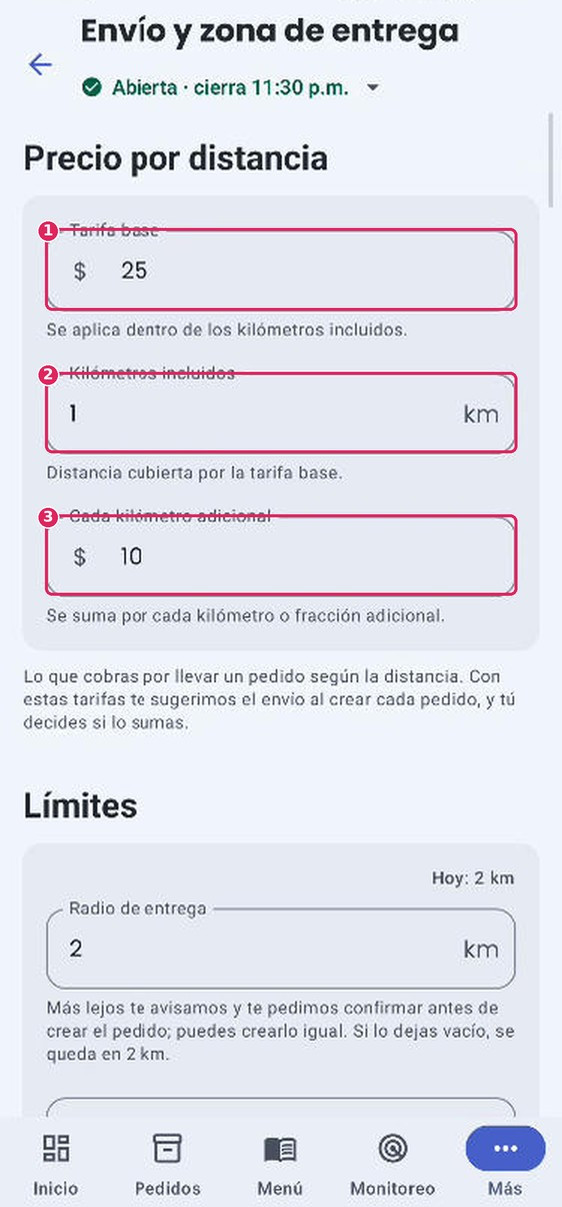 Envío y zona de entrega
Abierta · cierra 11:30 p.m.
Precio por distancia
1
Tarifa base
$ 25
Se aplica dentro de los kilómetros incluidos.
2
Kilómetros incluidos
1 km
Distancia cubierta por la tarifa base.
3
Cada kilómetro adicional
$ 10
Se suma por cada kilómetro o fracción adicional.
Lo que cobras por llevar un pedido según la distancia. Con
estas tarifas te sugerimos el envío al crear cada pedido, y tú
decides si lo sumas.
Límites
Hoy: 2 km
Radio de entrega
2 km
Más lejos te avisamos y te pedimos confirmar antes de
crear el pedido; puedes crearlo igual. Si lo dejas vacío, se
queda en 2 km.
Inicio Pedidos Menú Monitoreo Más